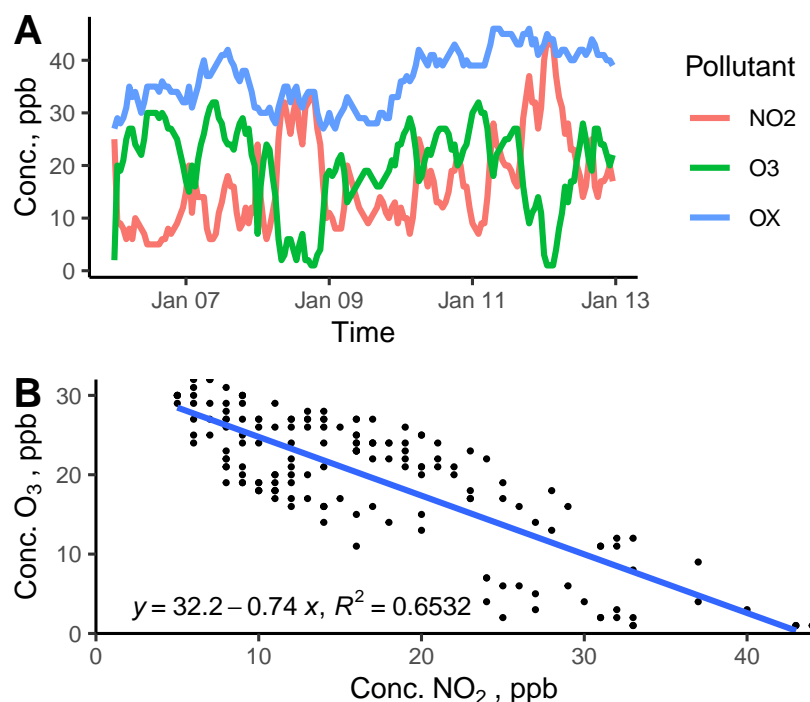 A
Conc., ppb
40
30
20
10
0
Jan 07
Jan 09
Jan 11
Jan 13
Time
Pollutant
NO2
O3
OX
B
Conc. O₃ , ppb
30
20
10
0
y = 32.2 − 0.74 x, R² = 0.6532
0
10
20
30
40
Conc. NO₂ , ppb